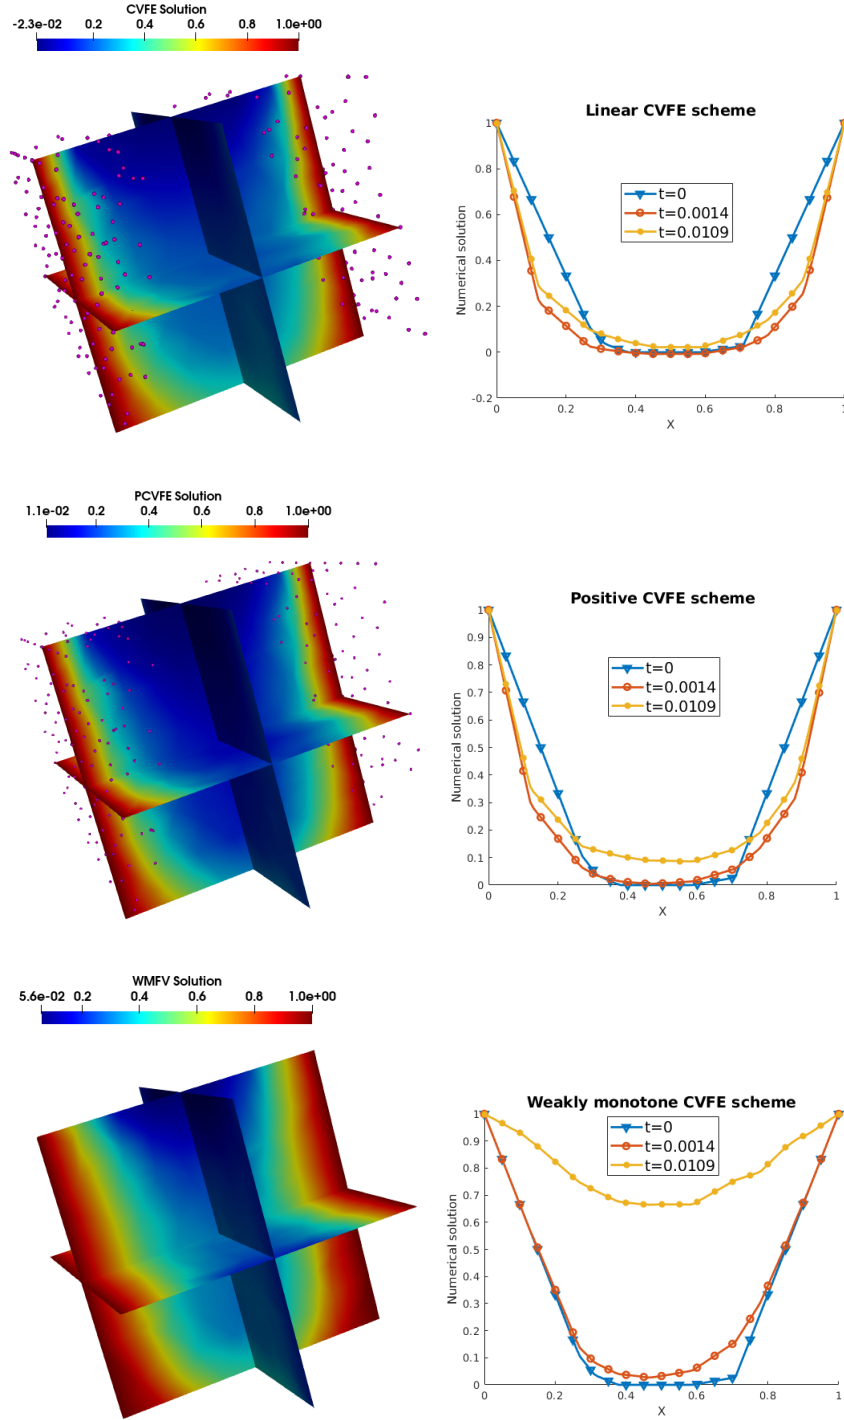 CVFE Solution
-2.3e-02 0.2 0.4 0.6 0.8 1.0e+00
Linear CVFE scheme
1
0.8
0.6
0.4
0.2
0
-0.2
Numerical solution
t=0
t=0.0014
t=0.0109
0 0.2 0.4 0.6 0.8 1
X
PCVFE Solution
1.1e-02 0.2 0.4 0.6 0.8 1.0e+00
Positive CVFE scheme
1
0.9
0.8
0.7
0.6
0.5
0.4
0.3
0.2
0.1
0
Numerical solution
t=0
t=0.0014
t=0.0109
0 0.2 0.4 0.6 0.8 1
X
WMFV Solution
5.6e-02 0.2 0.4 0.6 0.8 1.0e+00
Weakly monotone CVFE scheme
1
0.9
0.8
0.7
0.6
0.5
0.4
0.3
0.2
0.1
0
Numerical solution
t=0
t=0.0014
t=0.0109
0 0.2 0.4 0.6 0.8 1
X